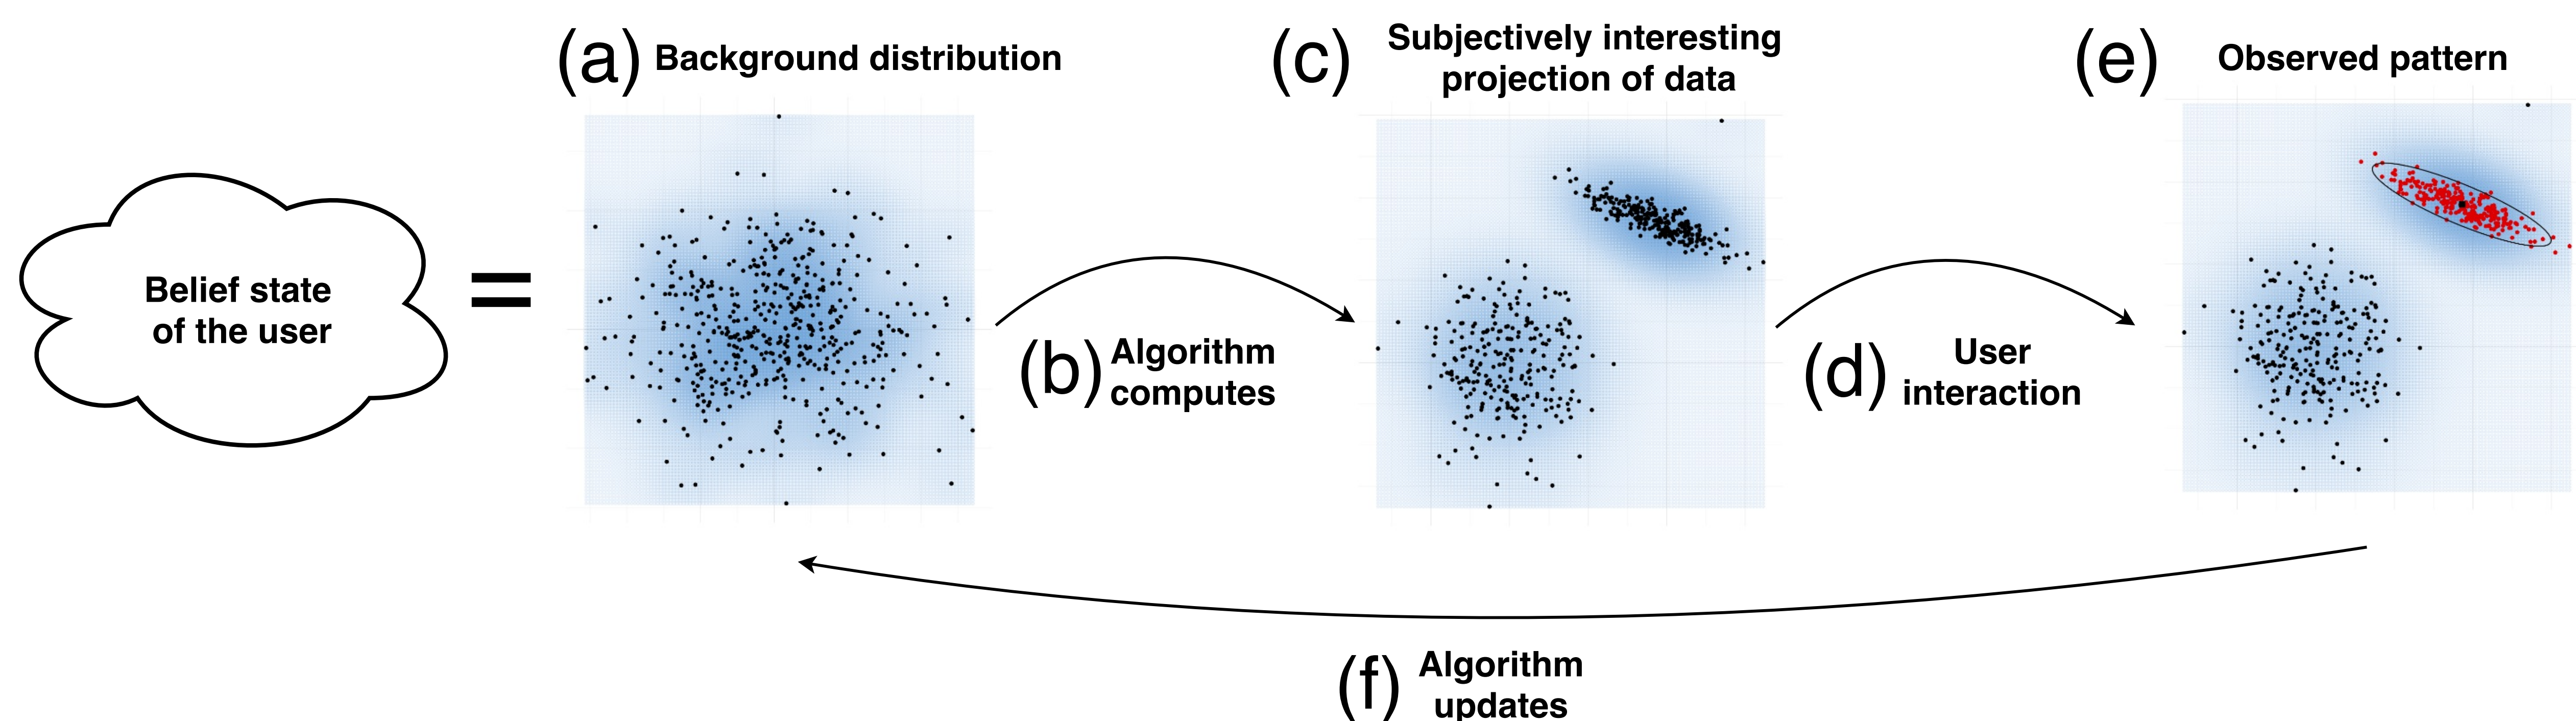 Belief state
of the user
=
(a) Background distribution
(b) Algorithm
computes
(c) Subjectively interesting
projection of data
(d) User
interaction
(e) Observed pattern
(f) Algorithm
updates